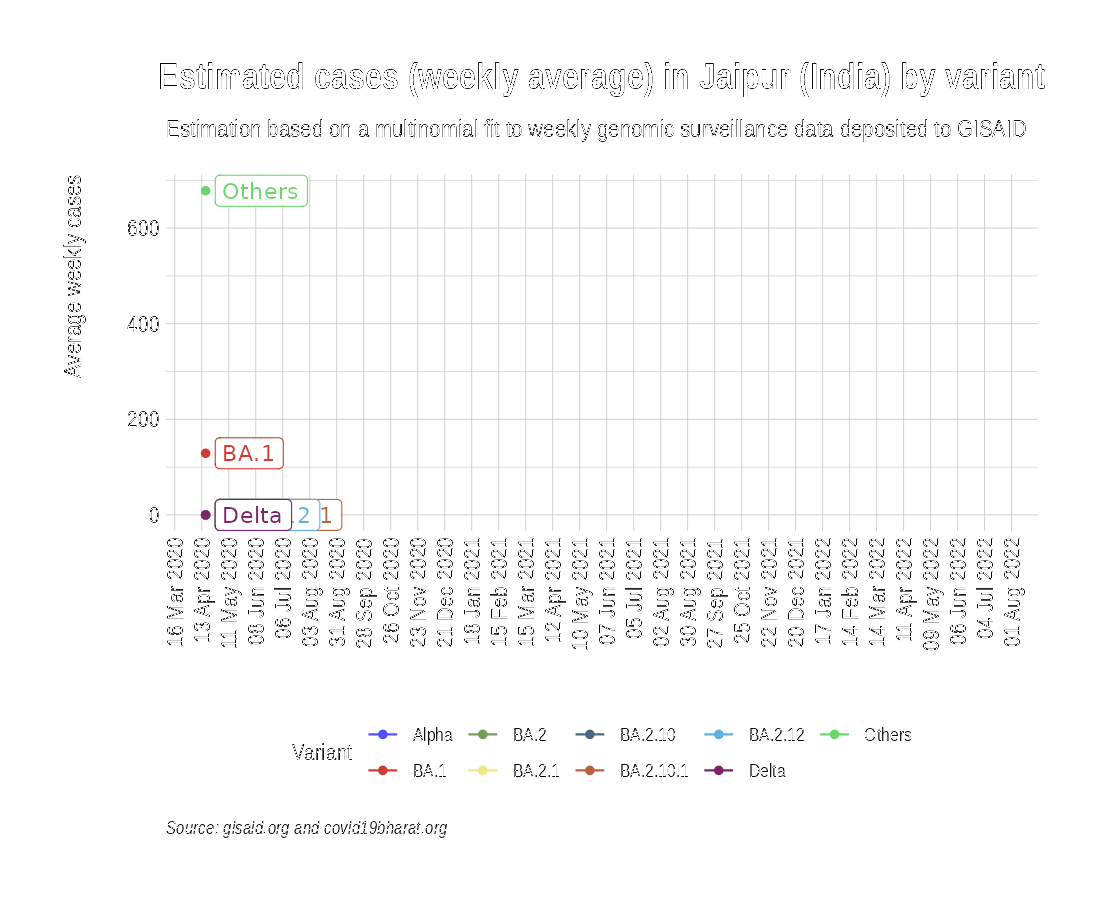 Estimated cases (weekly average) in Jaipur (India) by variant
Estimation based on a multinomial fit to weekly genomic surveillance data deposited to GISAID
Average weekly cases
600
400
200
0
Others
BA.1
Delta
.2
1
16 Mar 2020
13 Apr 2020
11 May 2020
08 Jun 2020
06 Jul 2020
03 Aug 2020
31 Aug 2020
28 Sep 2020
26 Oct 2020
23 Nov 2020
21 Dec 2020
18 Jan 2021
15 Feb 2021
15 Mar 2021
12 Apr 2021
10 May 2021
07 Jun 2021
05 Jul 2021
02 Aug 2021
30 Aug 2021
27 Sep 2021
25 Oct 2021
22 Nov 2021
20 Dec 2021
17 Jan 2022
14 Feb 2022
14 Mar 2022
11 Apr 2022
09 May 2022
06 Jun 2022
04 Jul 2022
01 Aug 2022
Variant
Alpha
BA.2
BA.2.10
BA.2.12
Others
BA.1
BA.2.1
BA.2.10.1
Delta
Source: gisaid.org and covid19bharat.org